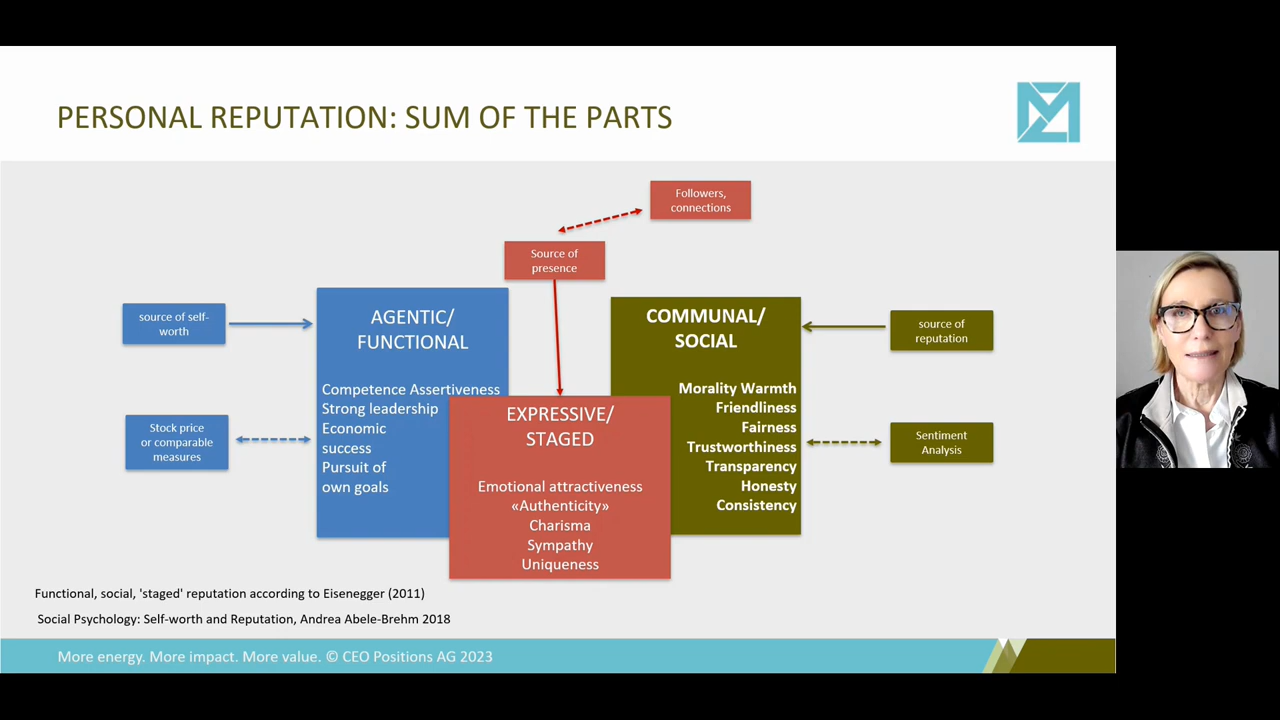 PERSONAL REPUTATION: SUM OF THE PARTS
Followers,
connections
Source of
presence
source of self-
worth
AGENTIC/
FUNCTIONAL
Competence Assertiveness
Strong leadership
Economic
success
Pursuit of
own goals
Stock price
or comparable
measures
EXPRESSIVE/
STAGED
Emotional attractiveness
«Authenticity»
Charisma
Sympathy
Uniqueness
COMMUNAL/
SOCIAL
Morality Warmth
Friendliness
Fairness
Trustworthiness
Transparency
Honesty
Consistency
source of
reputation
Sentiment
Analysis
Functional, social, 'staged' reputation according to Eisenegger (2011)
Social Psychology: Self-worth and Reputation, Andrea Abele-Brehm 2018
More energy. More impact. More value. © CEO Positions AG 2023